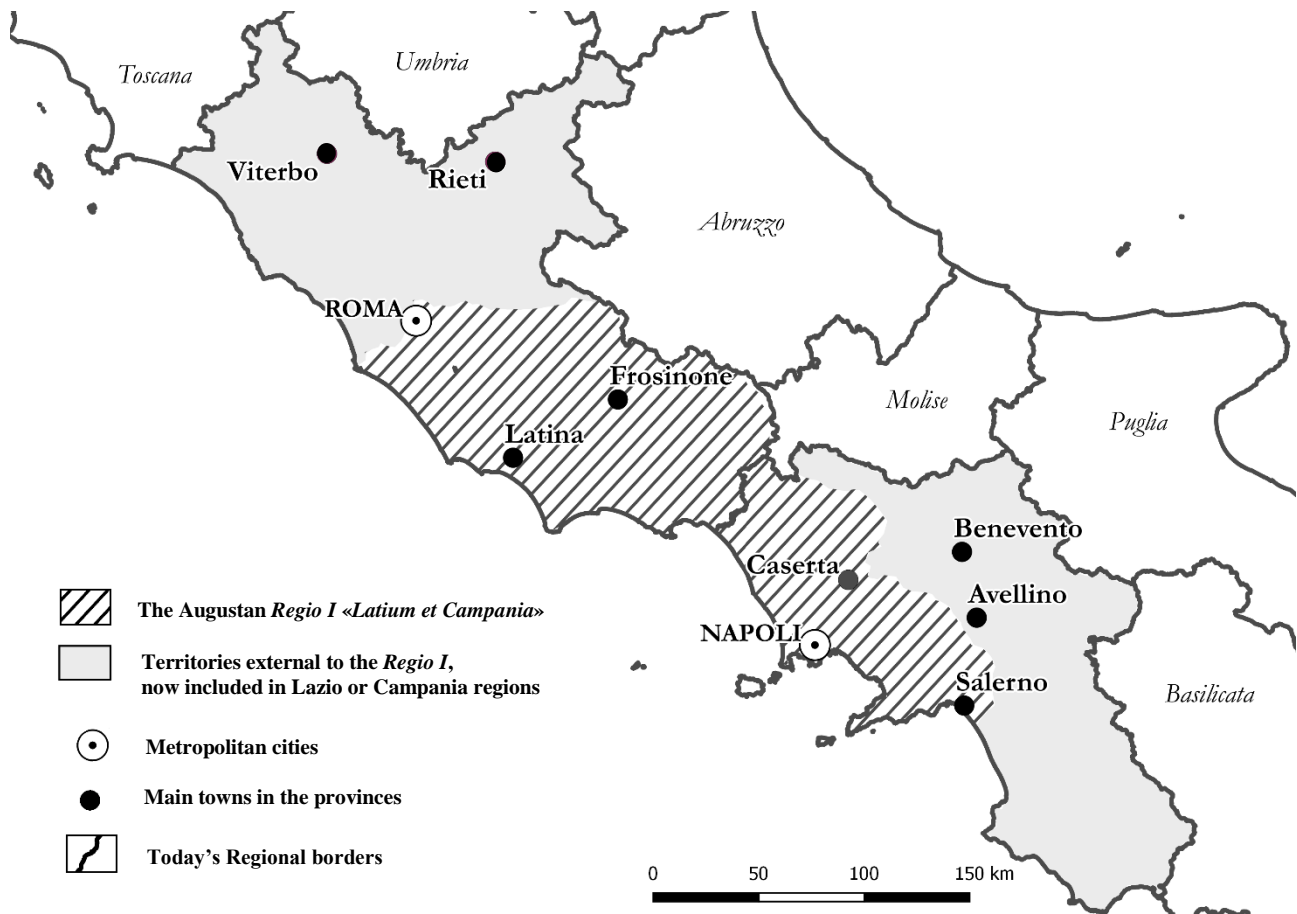 Toscana
Umbria
Viterbo
Rieti
Abruzzo
ROMA
Frosinone
Molise
Puglia
Latina
Benevento
Caserta
Avellino
NAPOLI
Salerno
Basilicata
The Augustan Regio I «Latium et Campania»
Territories external to the Regio I,
now included in Lazio or Campania regions
Metropolitan cities
Main towns in the provinces
Today's Regional borders
0 50 100 150 km